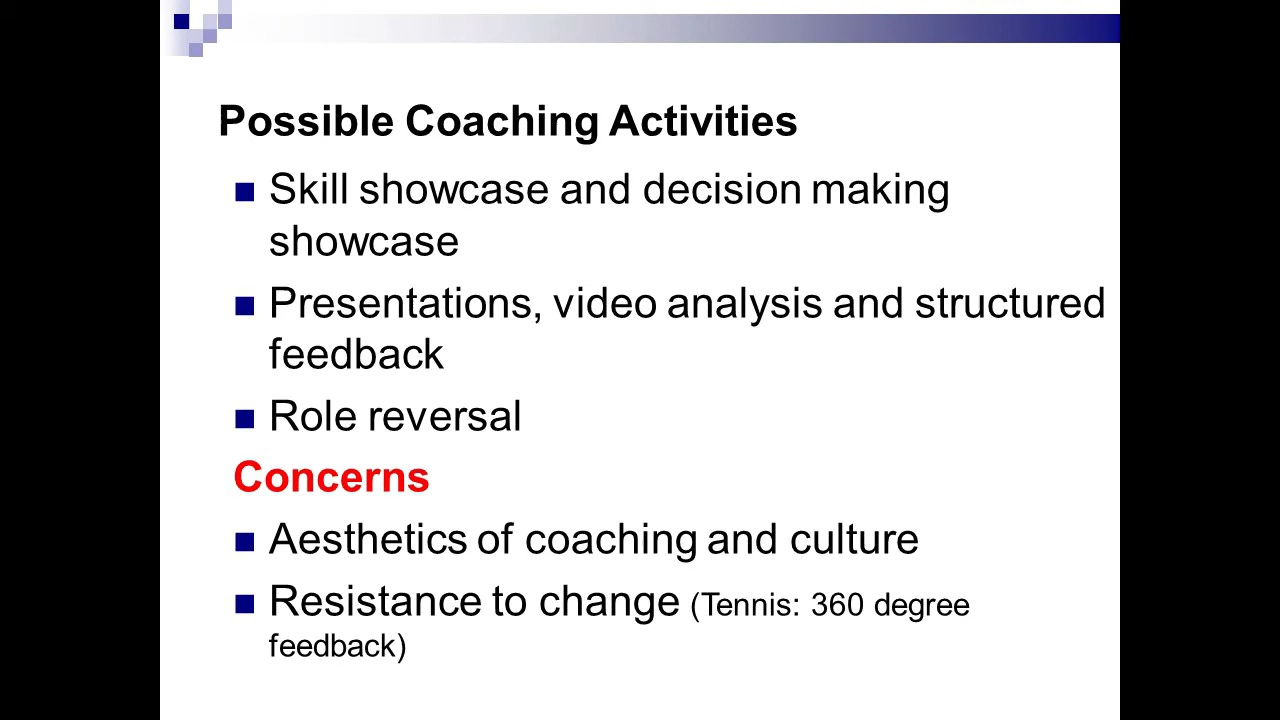 Possible Coaching Activities
Skill showcase and decision making
showcase
Presentations, video analysis and structured
feedback
Role reversal
Concerns
Aesthetics of coaching and culture
Resistance to change (Tennis: 360 degree
feedback)